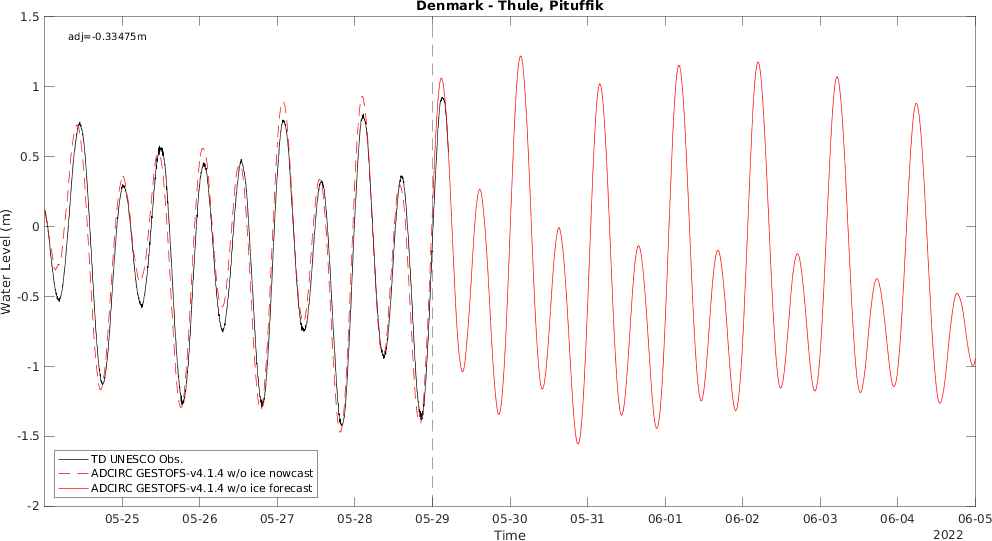 Denmark - Thule, Pituffik
adj=-0.33475m
1.5
1
0.5
0
-0.5
-1
-1.5
-2
Water Level (m)
TD UNESCO Obs.
ADCIRC GESTOFS-v4.1.4 w/o ice nowcast
ADCIRC GESTOFS-v4.1.4 w/o ice forecast
05-25 05-26 05-27 05-28 05-29 05-30 05-31 06-01 06-02 06-03 06-04 06-05
Time
2022